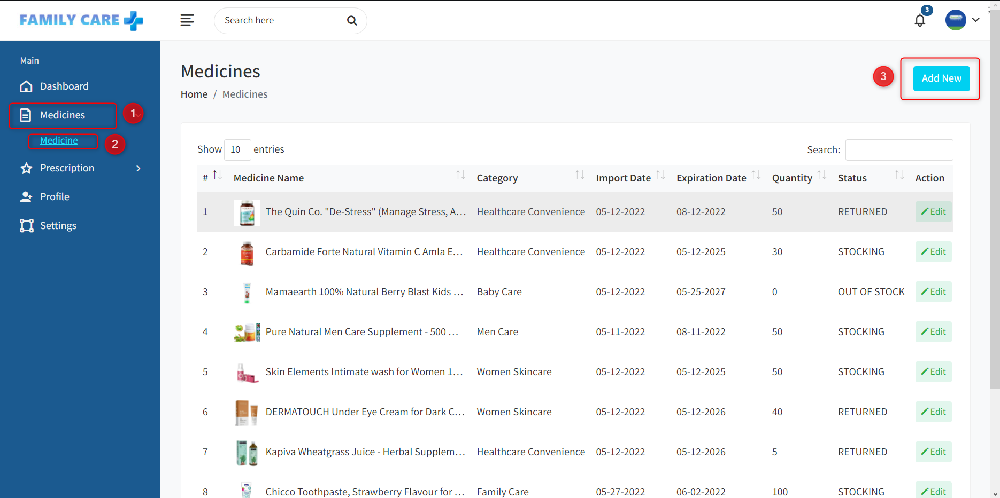 FAMILY CARE
Search here
3
Main
Dashboard
Medicines
1
Medicine
2
Prescription
Profile
Settings
Medicines
Home / Medicines
3
Add New
Show 10 entries
Search:
# Medicine Name Category Import Date Expiration Date Quantity Status Action
1 The Quin Co. "De-Stress" (Manage Stress, A... Healthcare Convenience 05-12-2022 08-12-2022 50 RETURNED Edit
2 Carbamide Forte Natural Vitamin C Amla E... Healthcare Convenience 05-12-2022 05-12-2025 30 STOCKING Edit
3 Mamaearth 100% Natural Berry Blast Kids ... Baby Care 05-12-2022 05-25-2027 0 OUT OF STOCK Edit
4 Pure Natural Men Care Supplement - 500 ... Men Care 05-11-2022 08-11-2022 50 STOCKING Edit
5 Skin Elements Intimate wash for Women 1... Women Skincare 05-12-2022 05-12-2025 50 STOCKING Edit
6 DERMATOUCH Under Eye Cream for Dark C... Women Skincare 05-12-2022 05-12-2026 40 RETURNED Edit
7 Kapiva Wheatgrass Juice - Herbal Supplem... Healthcare Convenience 05-12-2022 05-12-2026 5 RETURNED Edit
8 Chicco Toothpaste, Strawberry Flavour for ... Family Care 05-27-2022 06-02-2022 100 STOCKING Edit